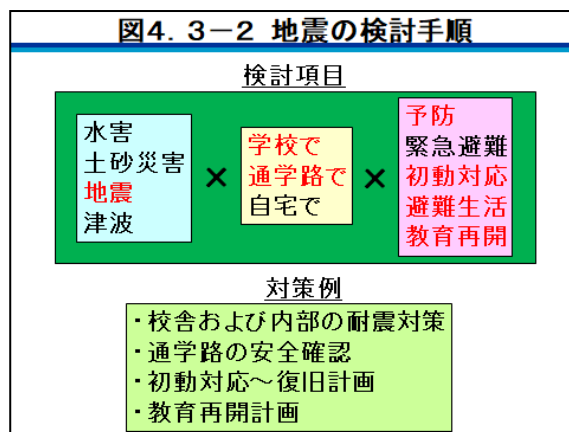 図4.3－2 地震の検討手順
検討項目
水害
土砂災害
地震
津波
×
学校で
通学路で
自宅で
×
予防
緊急避難
初動対応
避難生活
教育再開
対策例
・校舎および内部の耐震対策
・通学路の安全確認
・初動対応～復旧計画
・教育再開計画